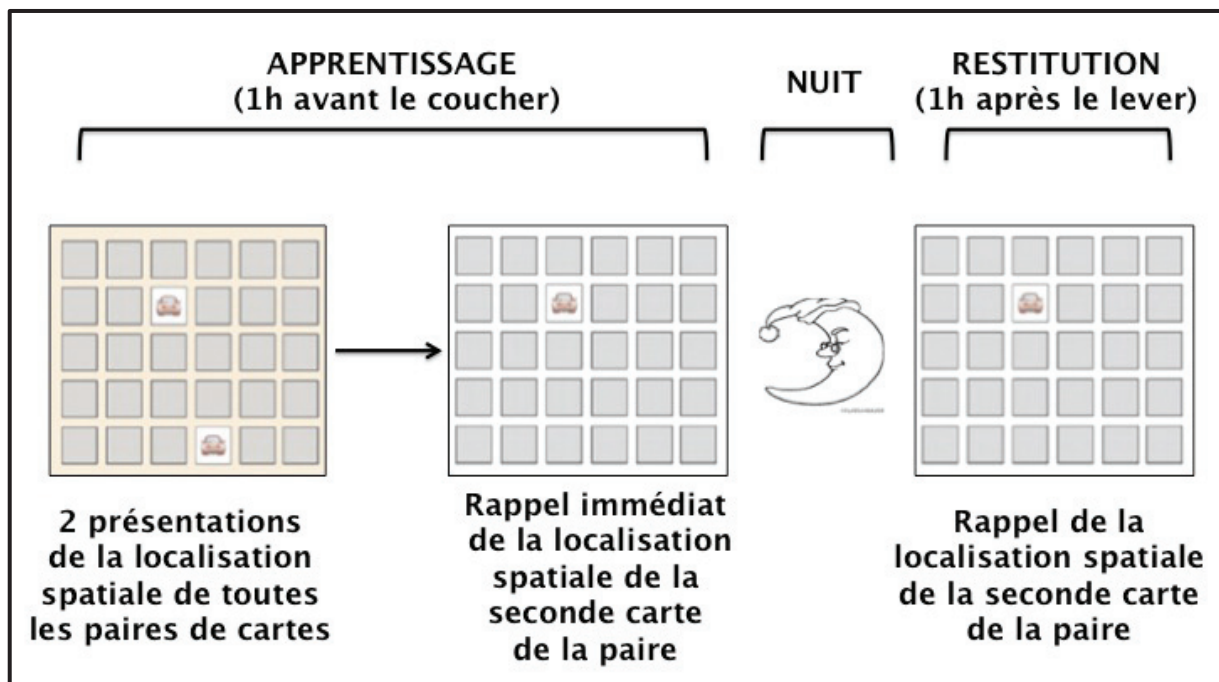 APPRENTISSAGE
(1h avant le coucher)
NUIT
RESTITUTION
(1h après le lever)
2 présentations
de la localisation
spatiale de toutes
les paires de cartes
Rappel immédiat
de la localisation
spatiale de la
seconde carte
de la paire
Rappel de la
localisation spatiale
de la seconde carte
de la paire